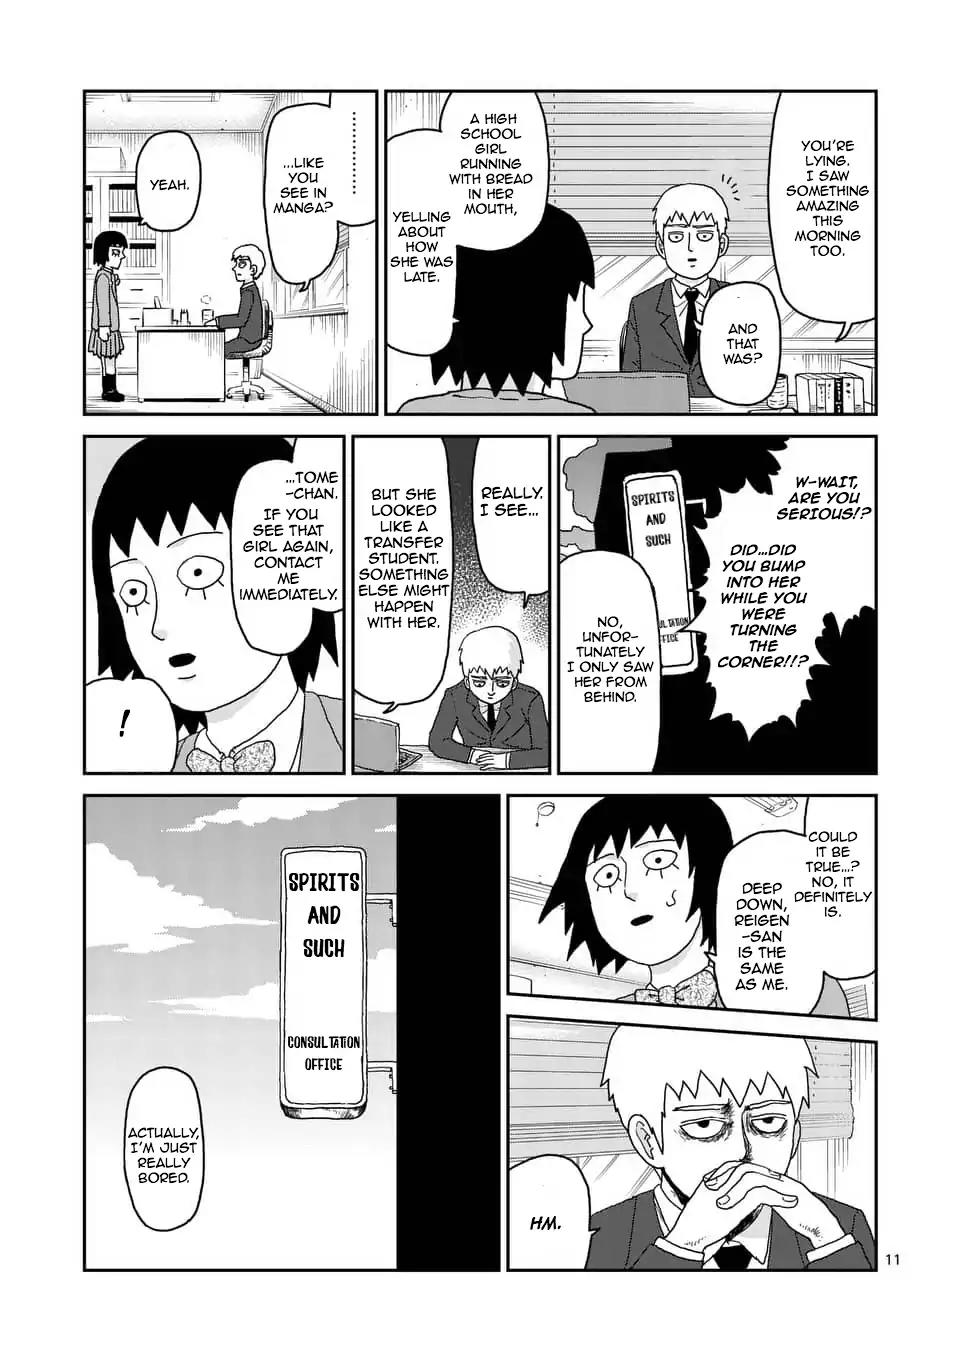 YOU'RE
LYING.
I SAW
SOMETHING
AMAZING
THIS
MORNING
TOO.
AND
THAT
WAS?
A HIGH
SCHOOL
GIRL
RUNNING
WITH BREAD
IN HER
MOUTH,
YELLING
ABOUT
HOW
SHE WAS
LATE.
...LIKE
YOU
SEE IN
MANGA?
YEAH.
W-WAIT,
ARE YOU
SERIOUS!?
DID...DID
YOU BUMP
INTO HER
WHILE YOU
WERE
TURNING
THE
CORNER!!?
SPIRITS
AND
SUCH
ULTATION
OFFICE
NO,
UNFOR-
TUNATELY
I ONLY SAW
HER FROM
BEHIND.
REALLY.
I SEE...
BUT SHE
LOOKED
LIKE A
TRANSFER
STUDENT.
SOMETHING
ELSE MIGHT
HAPPEN
WITH HER.
...TOME
-CHAN.
IF YOU
SEE THAT
GIRL AGAIN,
CONTACT
ME
IMMEDIATELY.
!
COULD
IT BE
TRUE...?
NO, IT
DEFINITELY
IS.
DEEP
DOWN,
REIGEN
-SAN
IS THE
SAME
AS ME.
HM.
SPIRITS
AND
SUCH
CONSULTATION
OFFICE
ACTUALLY,
I'M JUST
REALLY
BORED.
11